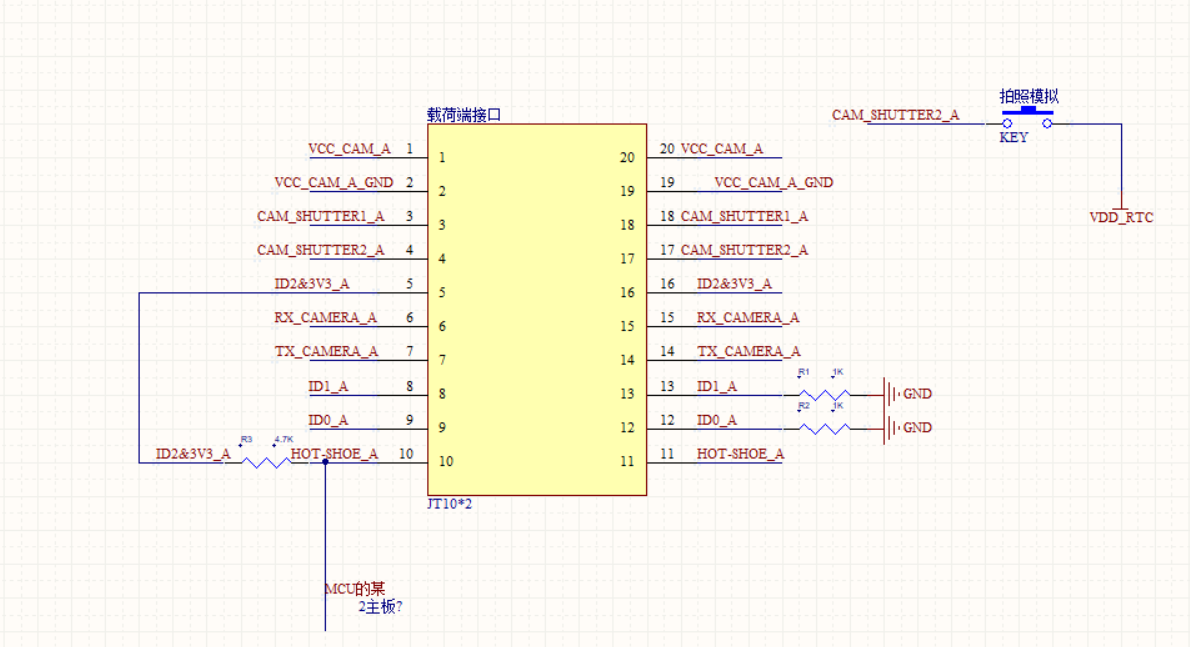 载荷端接口
拍照模拟
CAM_SHUTTER2_A
KEY
VDD_RTC
VCC_CAM_A 1 1 20 20 VCC_CAM_A
VCC_CAM_A_GND 2 2 19 19 VCC_CAM_A_GND
CAM_SHUTTER1_A 3 3 18 18 CAM_SHUTTER1_A
CAM_SHUTTER2_A 4 4 17 17 CAM_SHUTTER2_A
ID2&3V3_A 5 5 16 16 ID2&3V3_A
RX_CAMERA_A 6 6 15 15 RX_CAMERA_A
TX_CAMERA_A 7 7 14 14 TX_CAMERA_A
R1 1K
ID1_A 8 8 13 13 ID1_A GND
R2 1K
ID0_A 9 9 12 12 ID0_A GND
R3 4.7K
ID2&3V3_A HOT-SHOE_A 10 10 11 11 HOT-SHOE_A
JT10*2
MCU的某
2主板?